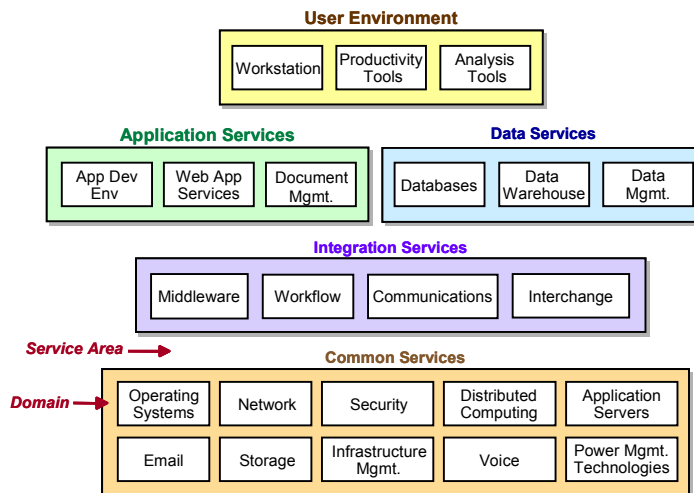 User Environment
Workstation
Productivity
Tools
Analysis
Tools
Application Services
App Dev
Env
Web App
Services
Document
Mgmt.
Data Services
Databases
Data
Warehouse
Data
Mgmt.
Integration Services
Middleware
Workflow
Communications
Interchange
Service Area
Common Services
Domain
Operating
Systems
Network
Security
Distributed
Computing
Application
Servers
Email
Storage
Infrastructure
Mgmt.
Voice
Power Mgmt.
Technologies